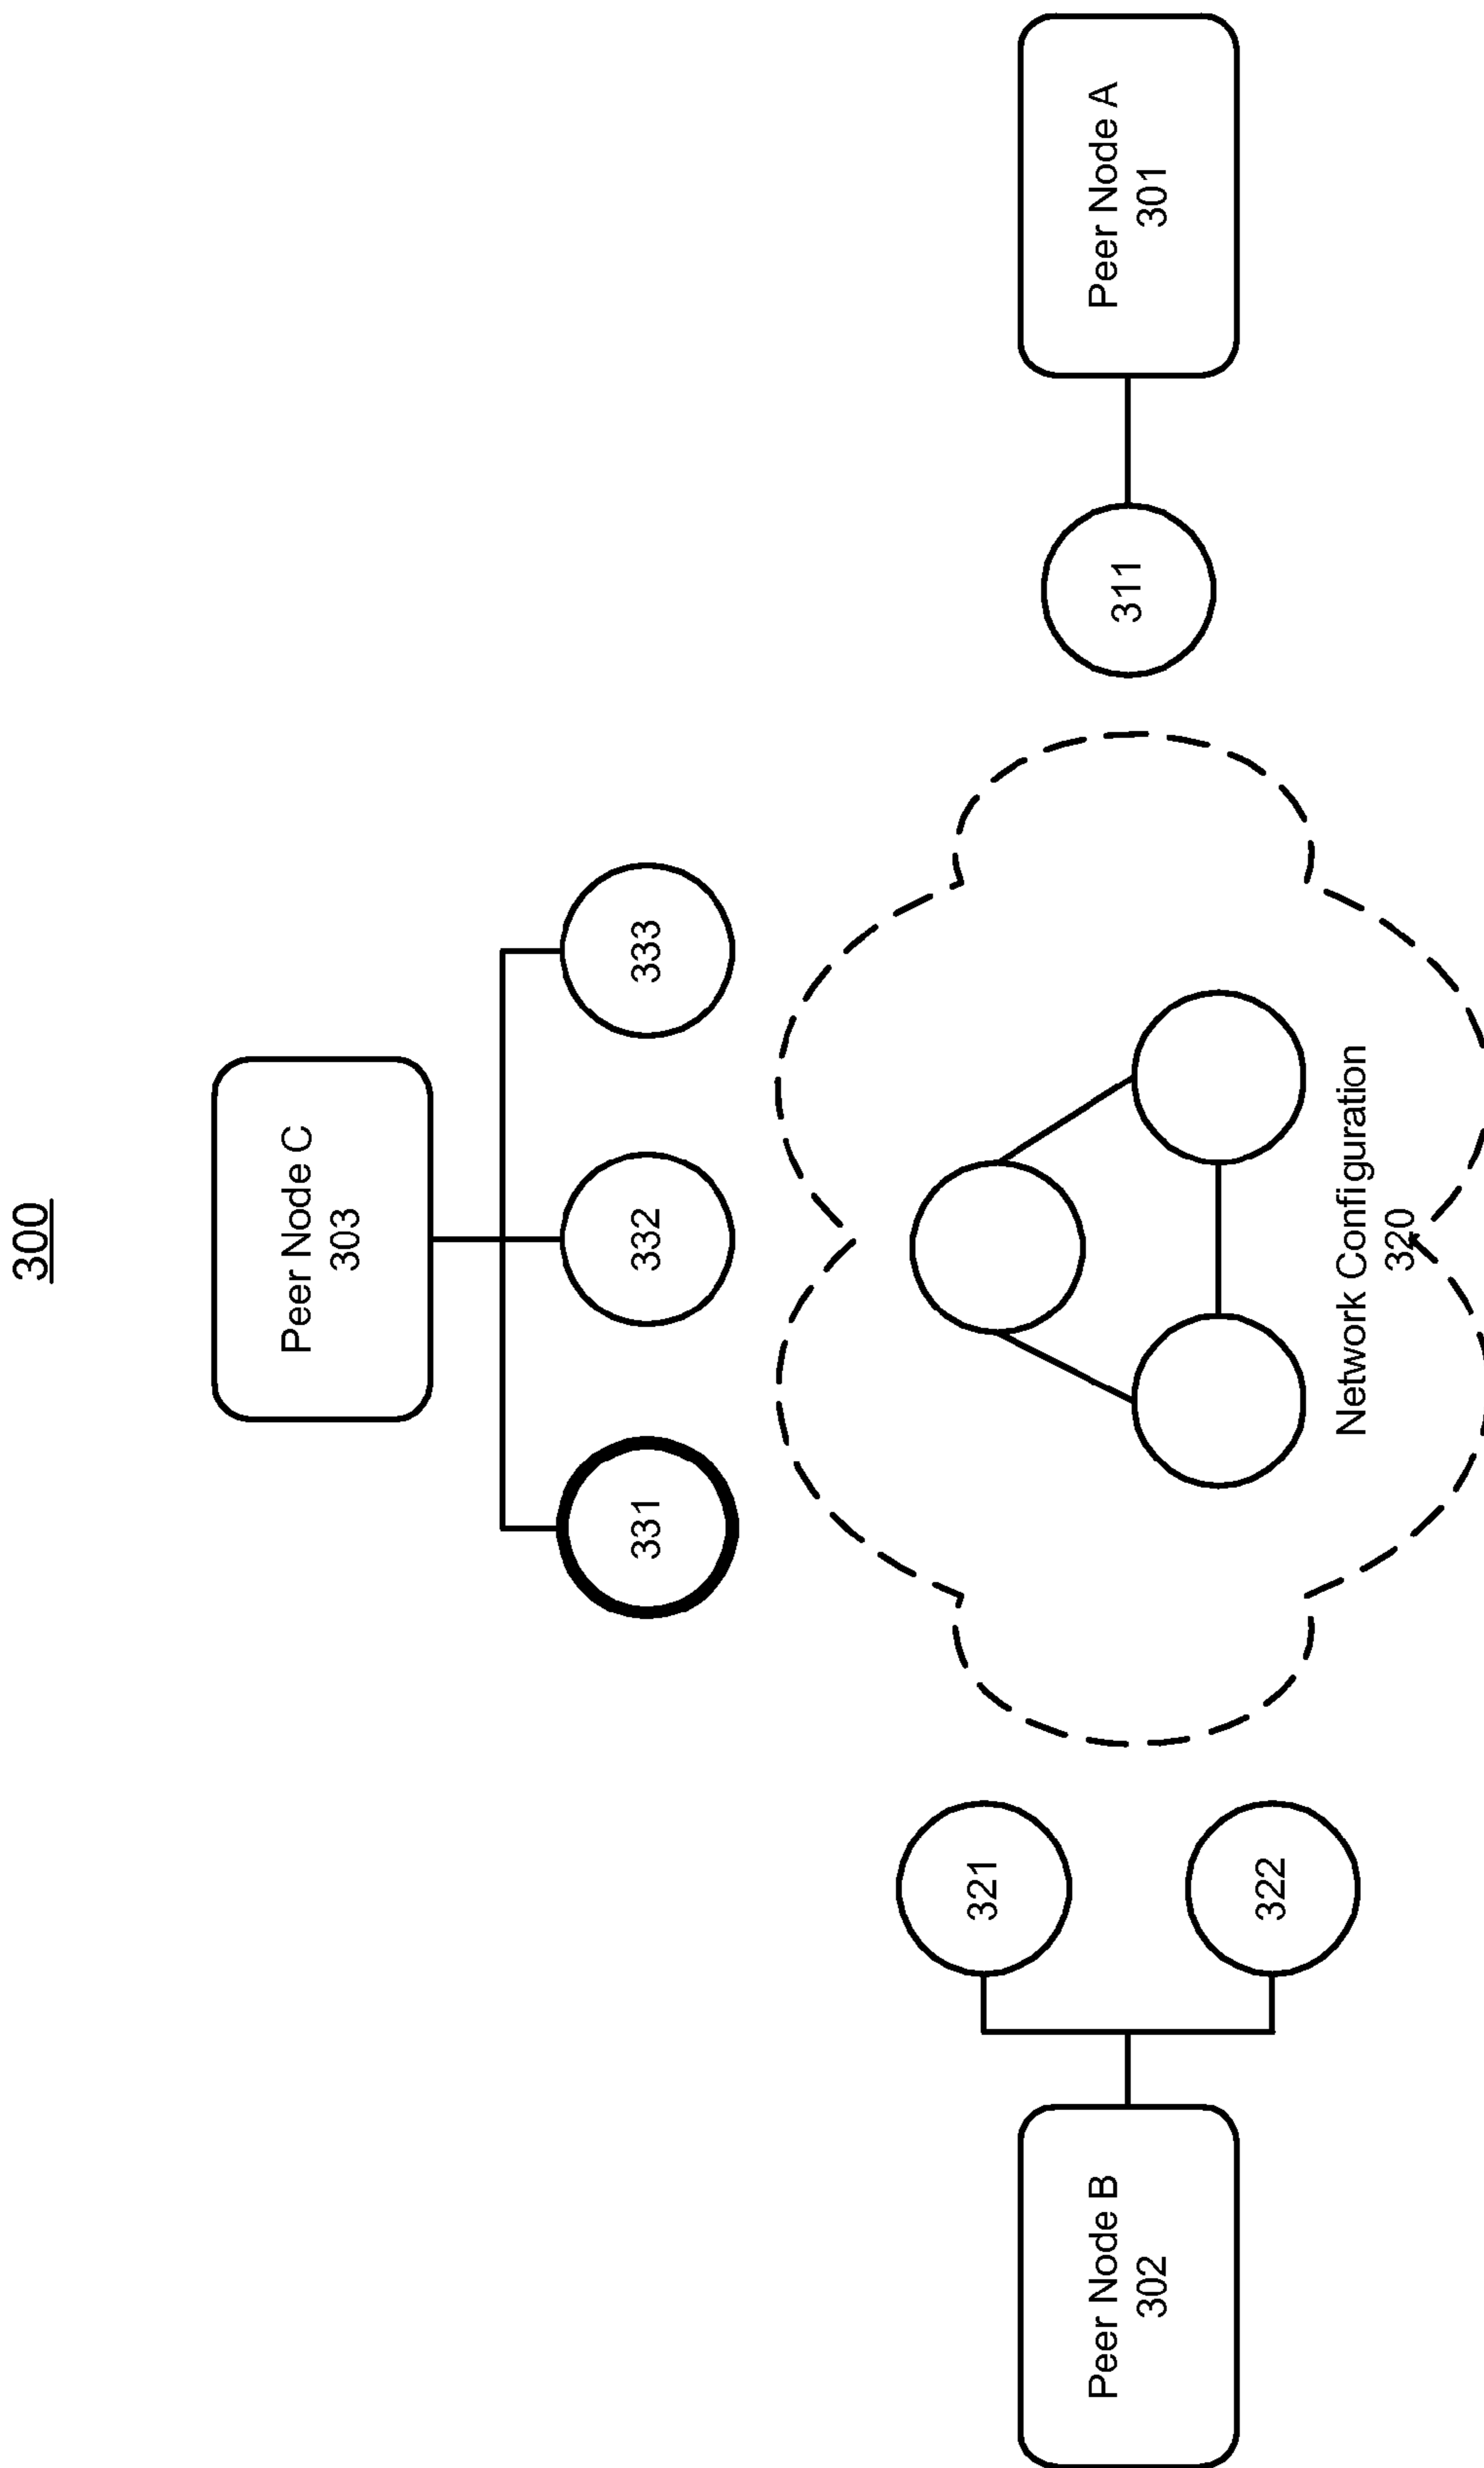 300
Peer Node C
303
331
332
333
Peer Node B
302
321
322
Network Configuration
320
311
Peer Node A
301